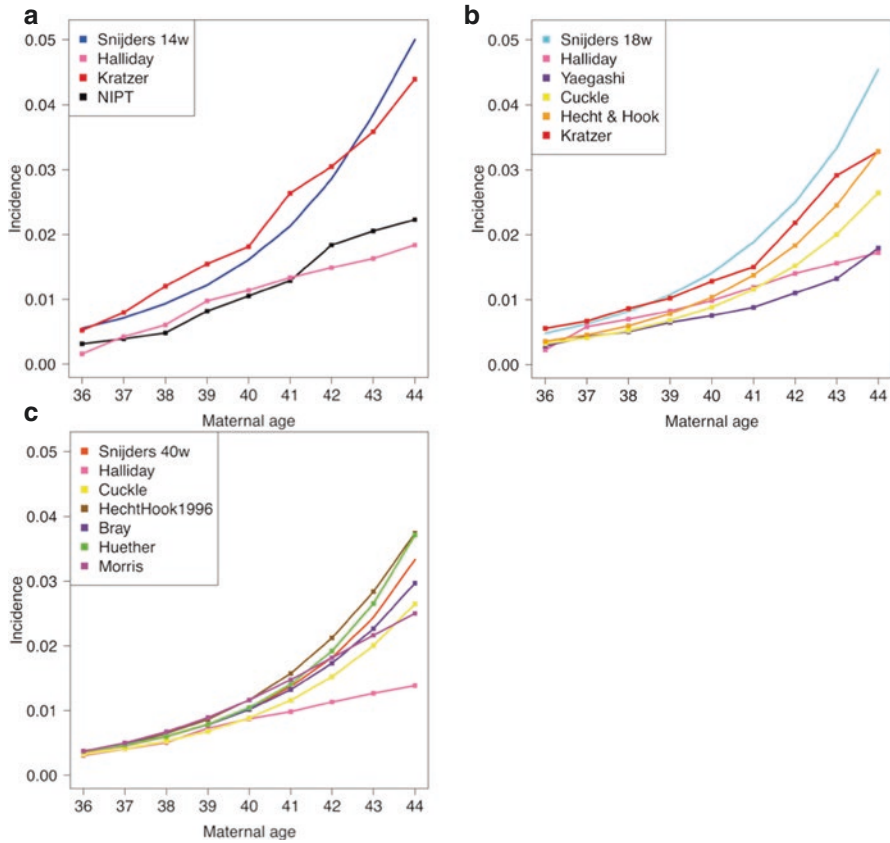 a
0.05
0.04
0.03
0.02
0.01
0.00
Incidence
Snijders 14w
Halliday
Kratzer
NIPT
36 37 38 39 40 41 42 43 44
Maternal age
b
0.05
0.04
0.03
0.02
0.01
0.00
Incidence
Snijders 18w
Halliday
Yaegashi
Cuckle
Hecht & Hook
Kratzer
36 37 38 39 40 41 42 43 44
Maternal age
c
0.05
0.04
0.03
0.02
0.01
0.00
Incidence
Snijders 40w
Halliday
Cuckle
HechtHook1996
Bray
Huether
Morris
36 37 38 39 40 41 42 43 44
Maternal age